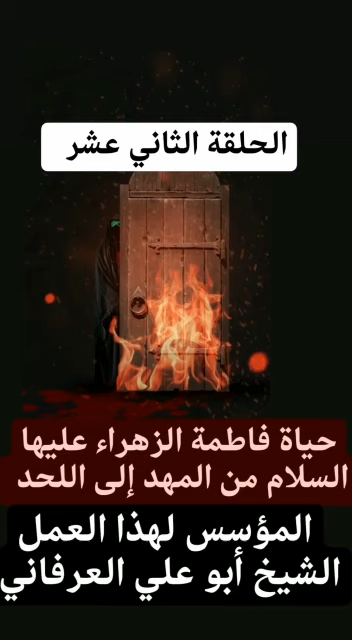 الحلقة الثاني عشر
حياة فاطمة الزهراء عليها
السلام من المهد إلى اللحد
المؤسس لهذا العمل
الشيخ أبو علي العرفاني